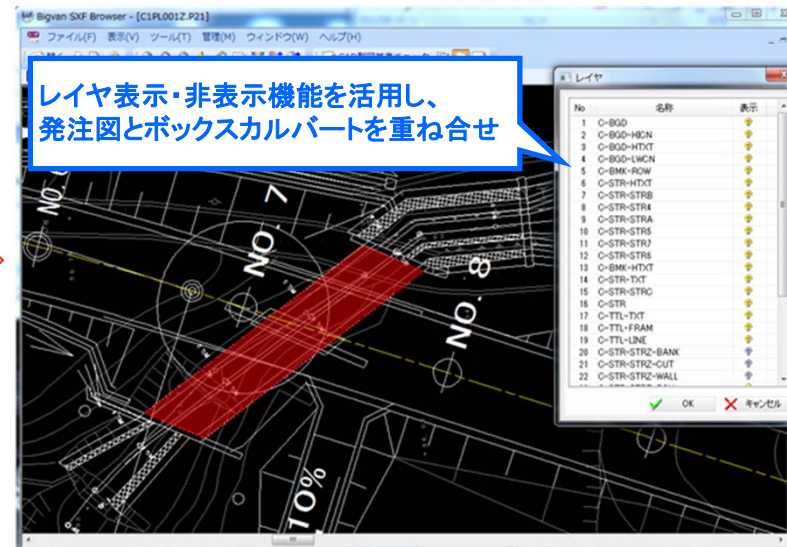 Bigvan SXF Browser - [C1PL001Z.P21]
ファイル(F) 表示(V) ツール(T) 管理(M) ウィンドウ(W) ヘルプ(H)
レイヤ表示・非表示機能を活用し、
発注図とボックスカルバートを重ね合せ
レイヤ
No 名称 表示
1 C-BGD
2 C-BGD-HICN
3 C-BGD-HTXT
4 C-BGD-LWCN
5 C-BMK-ROW
6 C-STR-HTXT
7 C-STR-STRB
8 C-STR-STR4
9 C-STR-STRA
10 C-STR-STR5
11 C-STR-STR7
12 C-STR-STR6
13 C-BMK-HTXT
14 C-STR-TXT
15 C-STR-STRC
16 C-STR
17 C-TTL-TXT
18 C-TTL-FRAM
19 C-TTL-LINE
20 C-STR-STRZ-BANK
21 C-STR-STRZ-CUT
22 C-STR-STRZ-WALL
OK キャンセル
NO.
NO. 7
NO. 8
10%